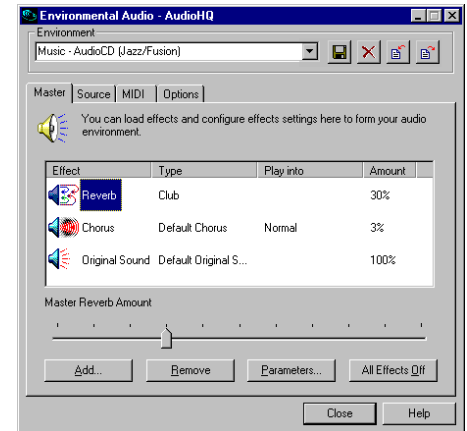 Environmental Audio - AudioHQ
Environment
Music - AudioCD (Jazz/Fusion)
Master Source MIDI Options
You can load effects and configure effects settings here to form your audio
environment.
Effect Type Play into Amount
Reverb Club 30%
Chorus Default Chorus Normal 3%
Original Sound Default Original S... 100%
Master Reverb Amount
Add... Remove Parameters... All Effects Off
Close Help